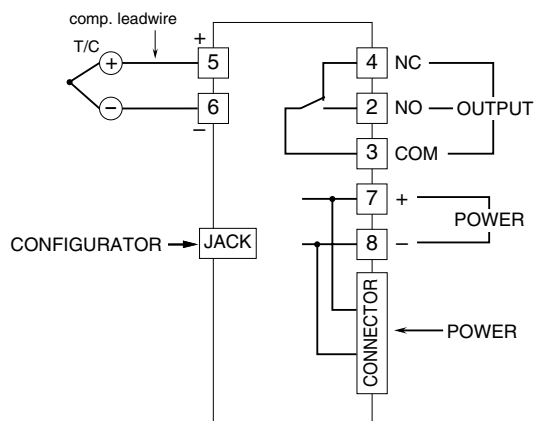 comp. leadwire
T/C
+
+
5
−
6
−
4 NC
2 NO OUTPUT
3 COM
7 +
POWER
8 −
CONFIGURATOR JACK
CONNECTOR
POWER